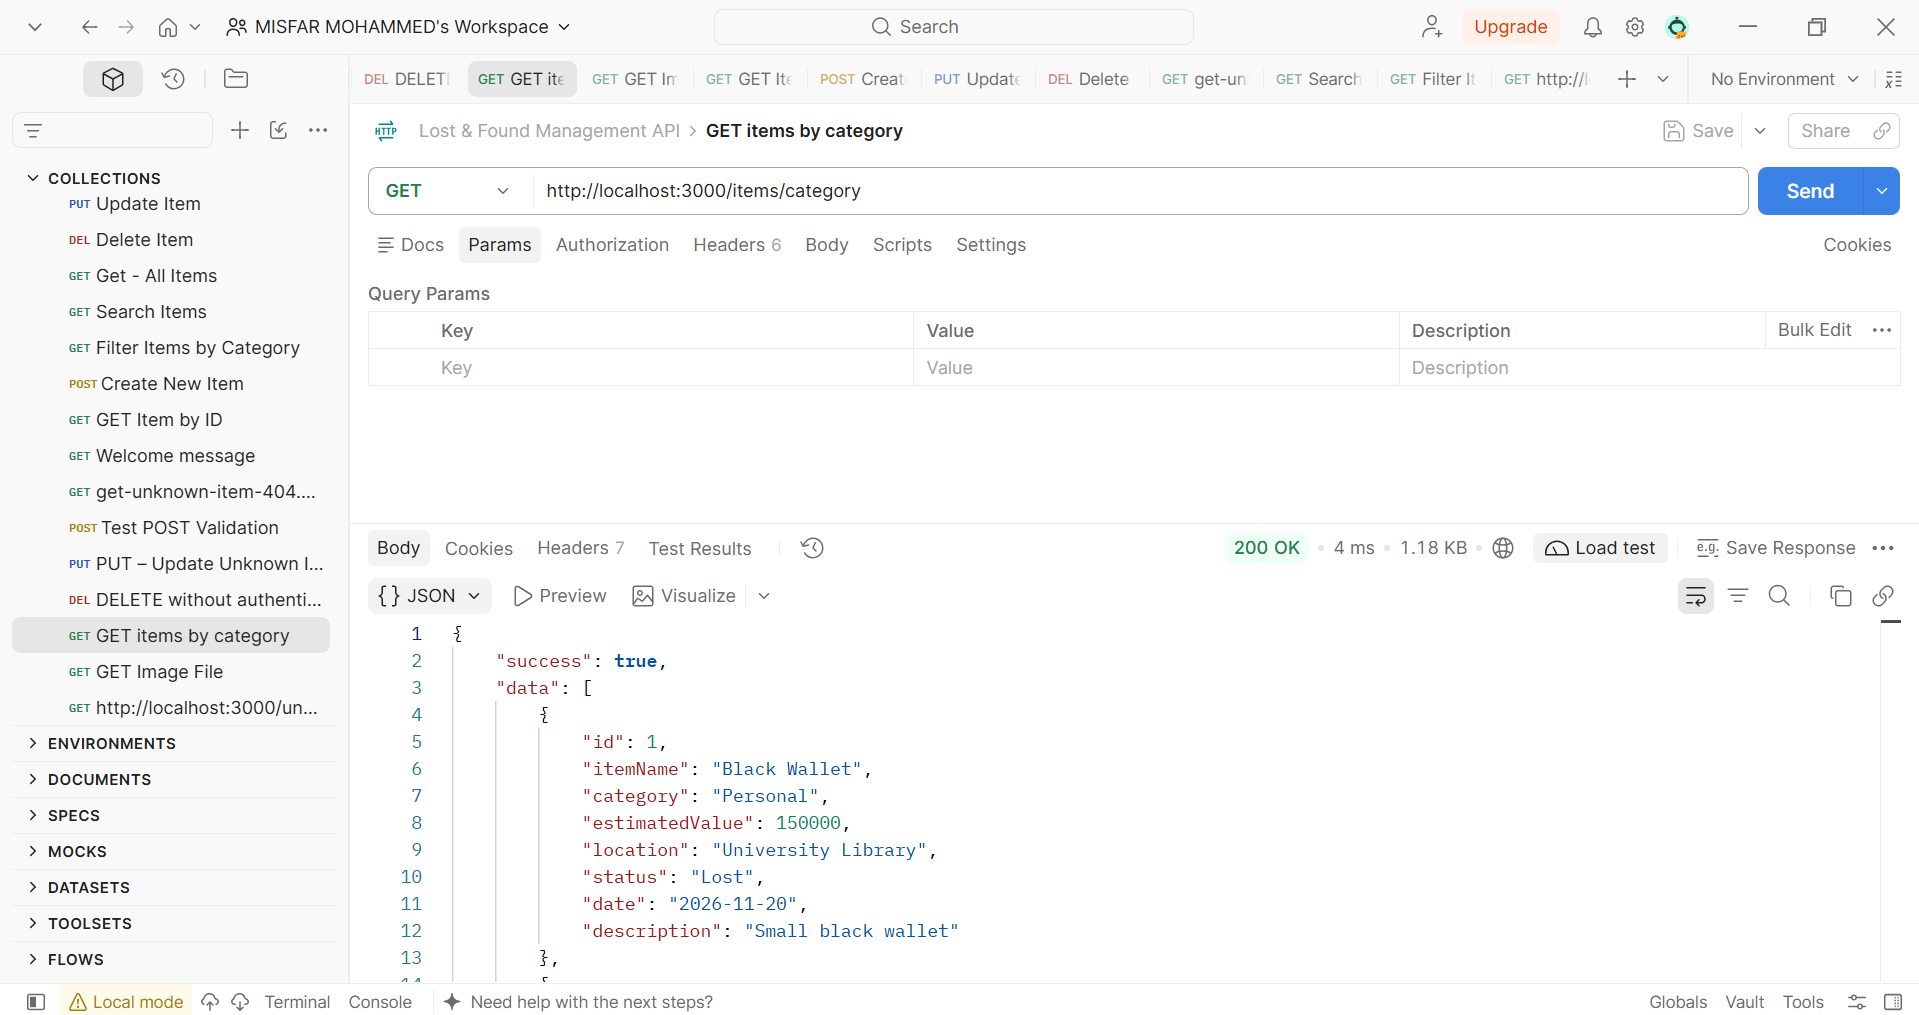 MISFAR MOHAMMED's Workspace
Search
Upgrade
DEL DELETE
GET GET ite
GET GET Im
GET GET Ite
POST Creat
PUT Update
DEL Delete
GET get-un
GET Search
GET Filter It
GET http://l
No Environment
COLLECTIONS
PUT Update Item
DEL Delete Item
GET Get - All Items
GET Search Items
GET Filter Items by Category
POST Create New Item
GET GET Item by ID
GET Welcome message
GET get-unknown-item-404....
POST Test POST Validation
PUT PUT – Update Unknown I...
DEL DELETE without authenti...
GET GET items by category
GET GET Image File
GET http://localhost:3000/un...
ENVIRONMENTS
DOCUMENTS
SPECS
MOCKS
DATASETS
TOOLSETS
FLOWS
HTTP Lost & Found Management API > GET items by category
Save
Share
GET http://localhost:3000/items/category
Send
Docs Params Authorization Headers 6 Body Scripts Settings
Cookies
Query Params
Key Value Description Bulk Edit
Key Value Description
Body Cookies Headers 7 Test Results
200 OK • 4 ms • 1.18 KB • Load test e.g. Save Response
{} JSON Preview Visualize
1 {
2 "success": true,
3 "data": [
4 {
5 "id": 1,
6 "itemName": "Black Wallet",
7 "category": "Personal",
8 "estimatedValue": 150000,
9 "location": "University Library",
10 "status": "Lost",
11 "date": "2026-11-20",
12 "description": "Small black wallet"
13 },
14 {
Local mode Terminal Console Need help with the next steps?
Globals Vault Tools